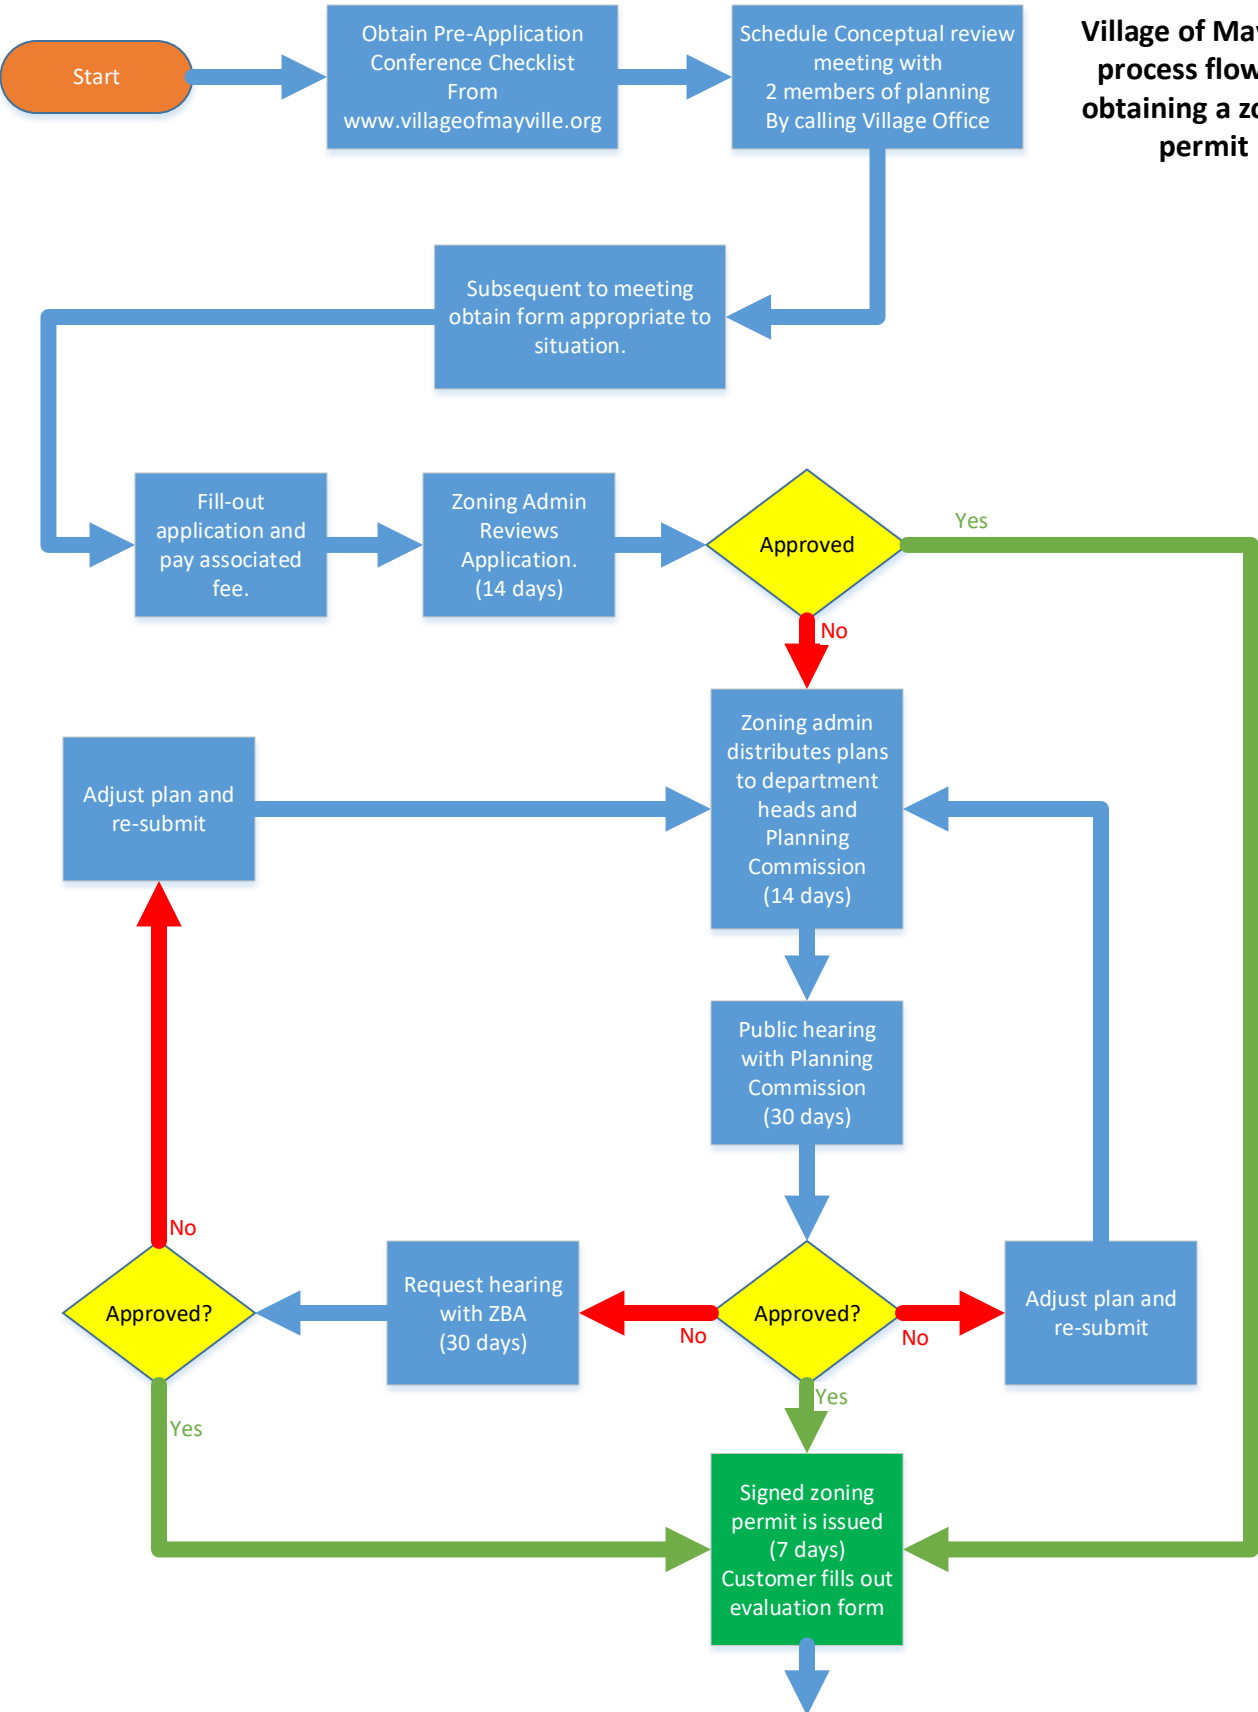 Start
Obtain Pre-Application
Conference Checklist
From
www.villageofmayville.org
Schedule Conceptual review
meeting with
2 members of planning
By calling Village Office
Village of May
process flow
obtaining a zo
permit
Subsequent to meeting
obtain form appropriate to
situation.
Fill-out
application and
pay associated
fee.
Zoning Admin
Reviews
Application.
(14 days)
Approved
Yes
No
Zoning admin
distributes plans
to department
heads and
Planning
Commission
(14 days)
Adjust plan and
re-submit
Public hearing
with Planning
Commission
(30 days)
No
Approved?
Request hearing
with ZBA
(30 days)
No
Approved?
No
Adjust plan and
re-submit
Yes
Yes
Signed zoning
permit is issued
(7 days)
Customer fills out
evaluation form